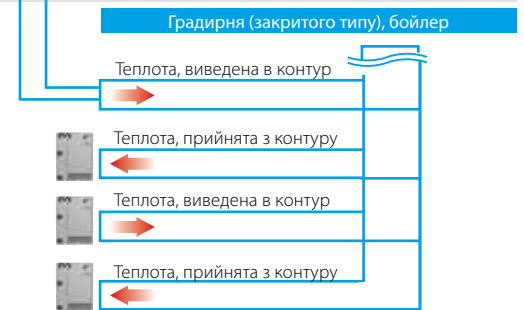 Градирня (закритого типу), бойлер
Теплота, виведена в контур
Теплота, прийнята з контуру
Теплота, виведена в контур
Теплота, прийнята з контуру